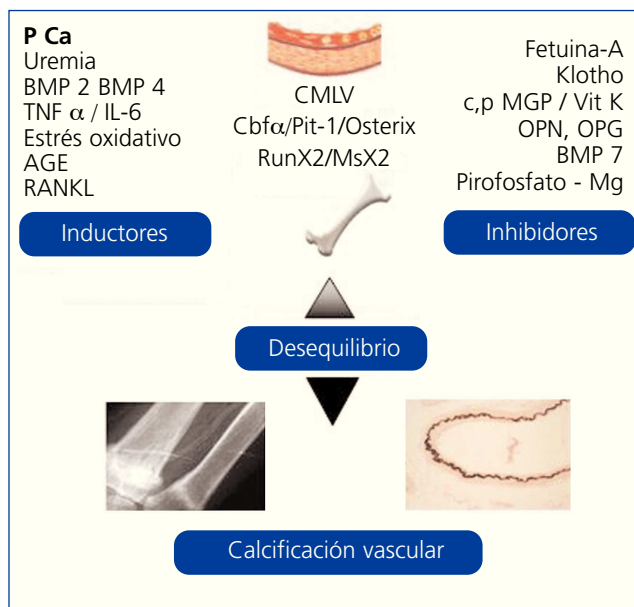 P Ca
Uremia
BMP 2 BMP 4
TNF α / IL-6
Estrés oxidativo
AGE
RANKL
Inductores
CMLV
Cbfα/Pit-1/Osterix
RunX2/MsX2
Fetuina-A
Klotho
c,p MGP / Vit K
OPN, OPG
BMP 7
Pirofosfato - Mg
Inhibidores
Desequilibrio
Calcificación vascular